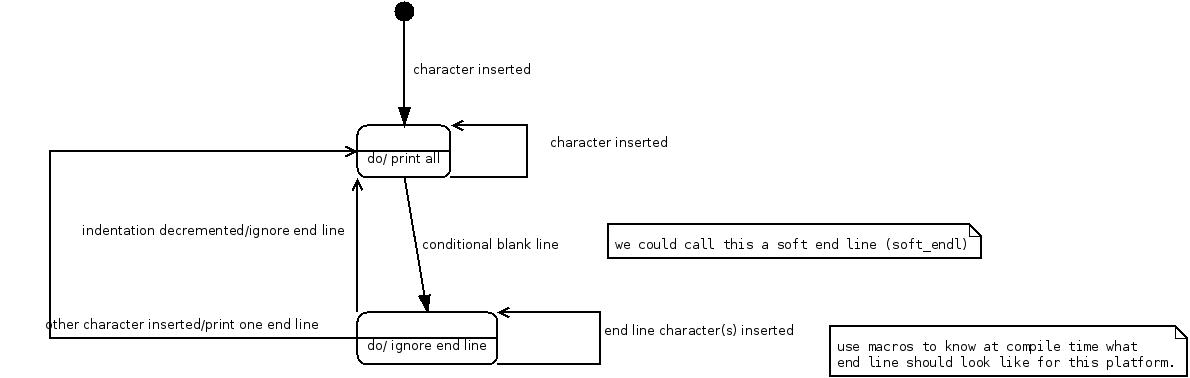 character inserted
character inserted
do/ print all
indentation decremented/ignore end line
conditional blank line
we could call this a soft end line (soft_endl)
other character inserted/print one end line
end line character(s) inserted
do/ ignore end line
use macros to know at compile time what
end line should look like for this platform.